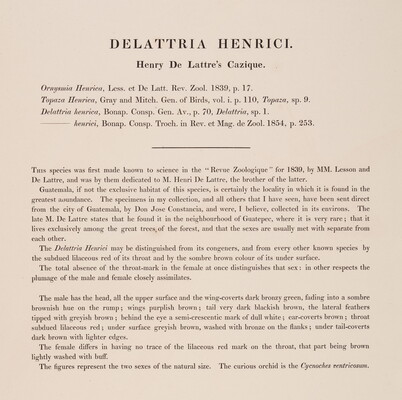 DELATTRIA HENRICI.
Henry De Lattre's Cazique.
Ornysmia Henrica, Less. et De Latt. Rev. Zool. 1839, p. 17.
Topaza Henrica, Gray and Mitch. Gen. of Birds, vol. i. p. 110, Topaza, sp. 9.
Delattria henrica, Bonap. Consp. Gen. Av., p. 70, Delattria, sp. 1.
——— henrici, Bonap. Consp. Troch. in Rev. et Mag. de Zool. 1854, p. 253.
This species was first made known to science in the "Revue Zoologique" for 1839, by MM. Lesson and
De Lattre, and was by them dedicated to M. Henri De Lattre, the brother of the latter.
Guatemala, if not the exclusive habitat of this species, is certainly the locality in which it is found in the
greatest abundance. The specimens in my collection, and all others that I have seen, have been sent direct
from the city of Guatemala, by Don Jose Constancia, and were, I believe, collected in its environs. The
late M. De Lattre states that he found it in the neighbourhood of Guatepec, where it is very rare; that it
lives exclusively among the great trees of the forest, and that the sexes are usually met with separate from
each other.
The Delattria Henrici may be distinguished from its congeners, and from every other known species by
the subdued lilaceous red of its throat and by the sombre brown colour of its under surface.
The total absence of the throat-mark in the female at once distinguishes that sex: in other respects the
plumage of the male and female closely assimilates.
The male has the head, all the upper surface and the wing-coverts dark bronzy green, fading into a sombre
brownish hue on the rump; wings purplish brown; tail very dark blackish brown, the lateral feathers
tipped with greyish brown; behind the eye a semi-crescentic mark of dull white; ear-coverts brown; throat
subdued lilaceous red; under surface greyish brown, washed with bronze on the flanks; under tail-coverts
dark brown with lighter edges.
The female differs in having no trace of the lilaceous red mark on the throat, that part being brown
lightly washed with buff.
The figures represent the two sexes of the natural size. The curious orchid is the Cycnoches ventricosum.